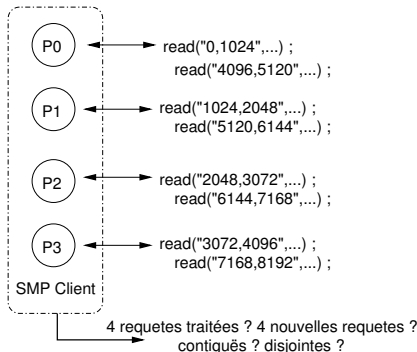 P0
read("0,1024",...) ;
read("4096,5120",...) ;
P1
read("1024,2048",...) ;
read("5120,6144",...) ;
P2
read("2048,3072",...) ;
read("6144,7168",...) ;
P3
read("3072,4096",...) ;
read("7168,8192",...) ;
SMP Client
4 requetes traitées ? 4 nouvelles requetes ?
contiguës ? disjointes ?